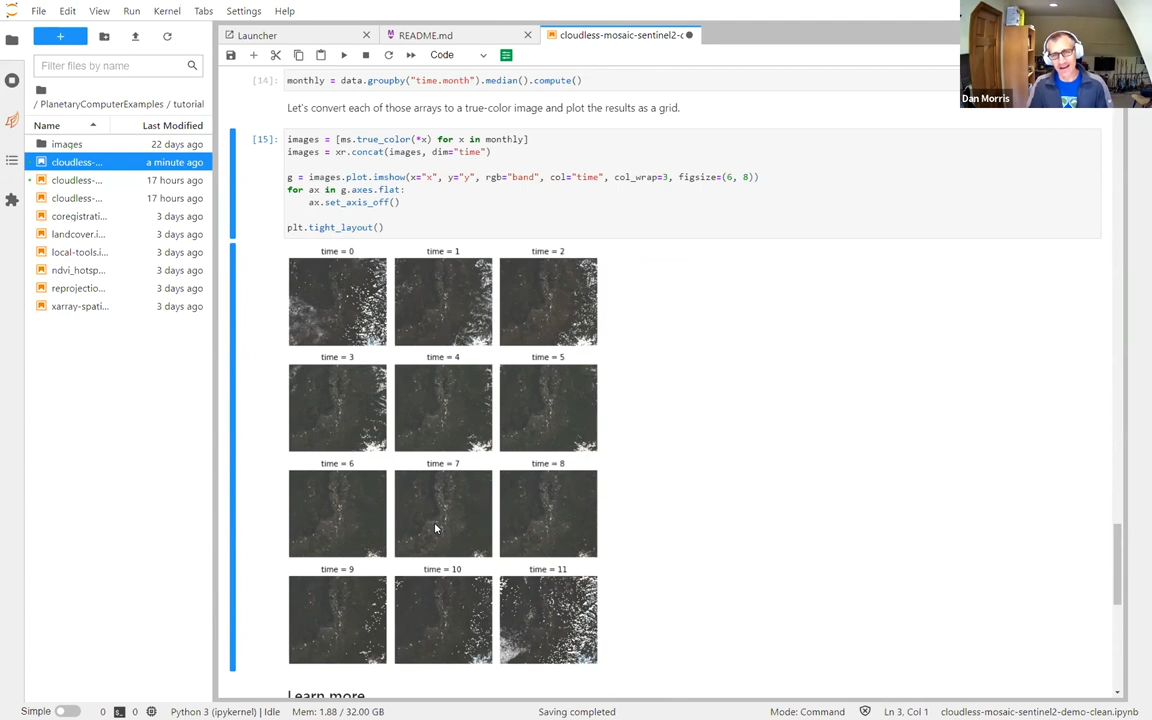 File Edit View Run Kernel Tabs Settings Help
Launcher
README.md
cloudless-mosaic-sentinel2-c
Code
Filter files by name
/ PlanetaryComputerExamples / tutorial
Name Last Modified
images 22 days ago
cloudless-... a minute ago
cloudless-... 17 hours ago
cloudless-... 17 hours ago
coregistrati... 3 days ago
landcover.i... 3 days ago
local-tools.i... 3 days ago
ndvi_hotsp... 3 days ago
reprojectio... 3 days ago
xarray-spati... 3 days ago
[14]: monthly = data.groupby("time.month").median().compute()
Let's convert each of those arrays to a true-color image and plot the results as a grid.
[15]: images = [ms.true_color(*x) for x in monthly]
images = xr.concat(images, dim="time")
g = images.plot.imshow(x="x", y="y", rgb="band", col="time", col_wrap=3, figsize=(6, 8))
for ax in g.axes.flat:
ax.set_axis_off()
plt.tight_layout()
time = 0 time = 1 time = 2
time = 3 time = 4 time = 5
time = 6 time = 7 time = 8
time = 9 time = 10 time = 11
Learn more
Dan Morris
Simple 0 0 Python 3 (ipykernel) | Idle Mem: 1.88 / 32.00 GB Saving completed Mode: Command Ln 3, Col 1 cloudless-mosaic-sentinel2-demo-clean.ipynb